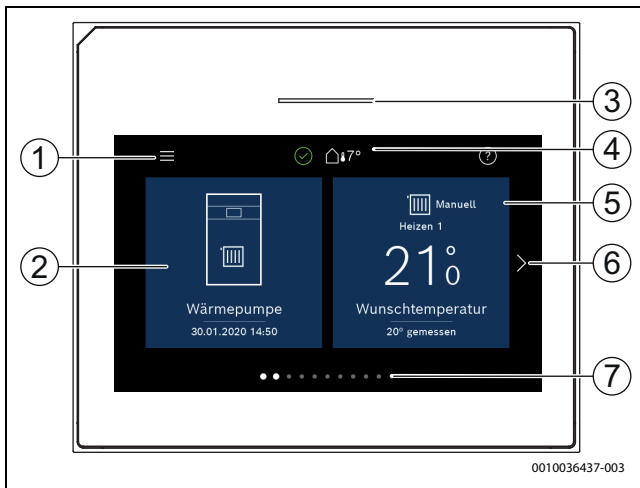 3
1
7°
?
4
Manuell
5
Heizen 1
2
21°0
6
Wärmepumpe
Wunschtemperatur
30.01.2020 14:50
20° gemessen
7
0010036437-003